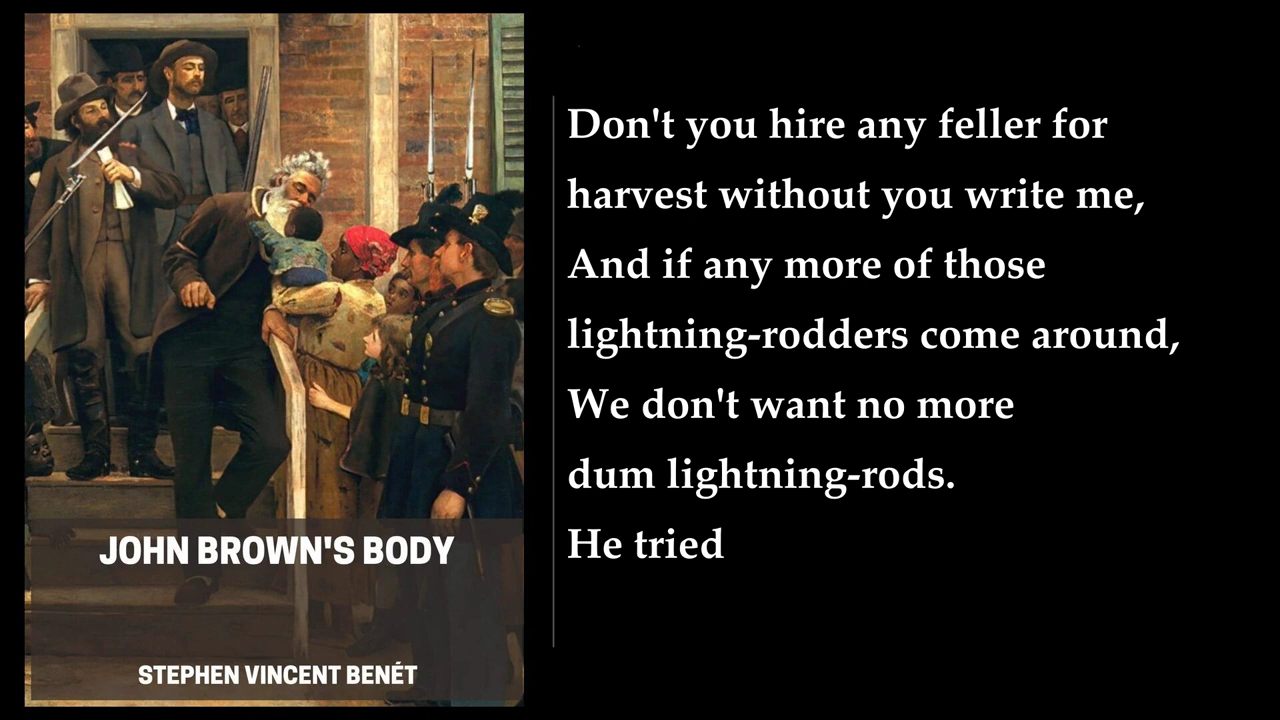 JOHN BROWN'S BODY
STEPHEN VINCENT BENÉT
Don't you hire any feller for
harvest without you write me,
And if any more of those
lightning-rodders come around,
We don't want no more
dum lightning-rods.
He tried